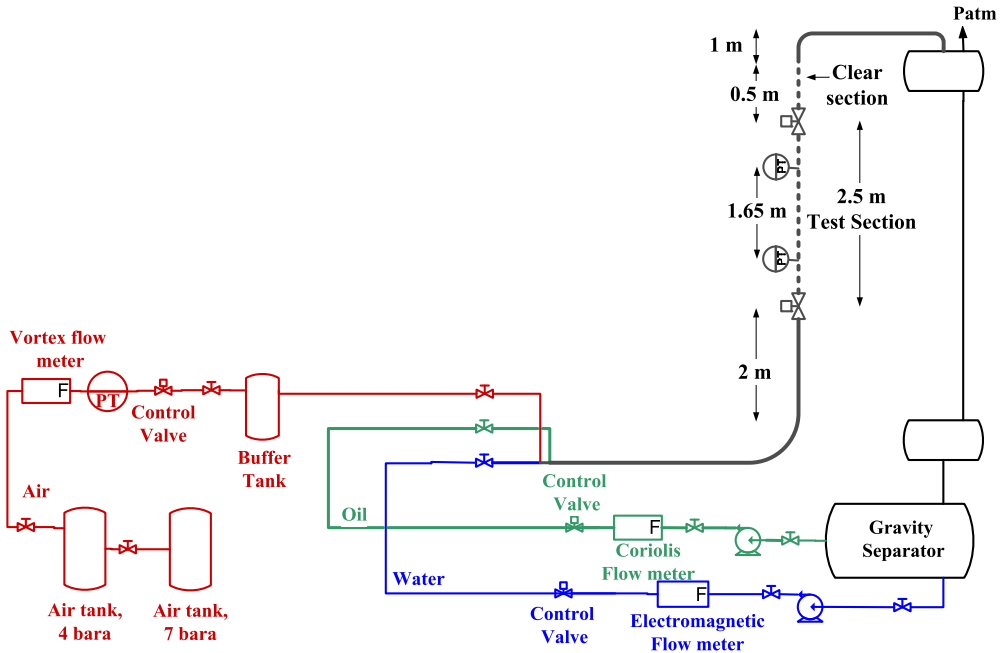 Patm
1 m
0.5 m
Clear
section
PT
1.65 m
2.5 m
Test Section
PT
2 m
Vortex flow
meter
F
PT
Control
Valve
Buffer
Tank
Air
Oil
Control
Valve
F
Coriolis
Flow meter
Gravity
Separator
Water
F
Control
Valve
Electromagnetic
Flow meter
Air tank,
4 bara
Air tank,
7 bara